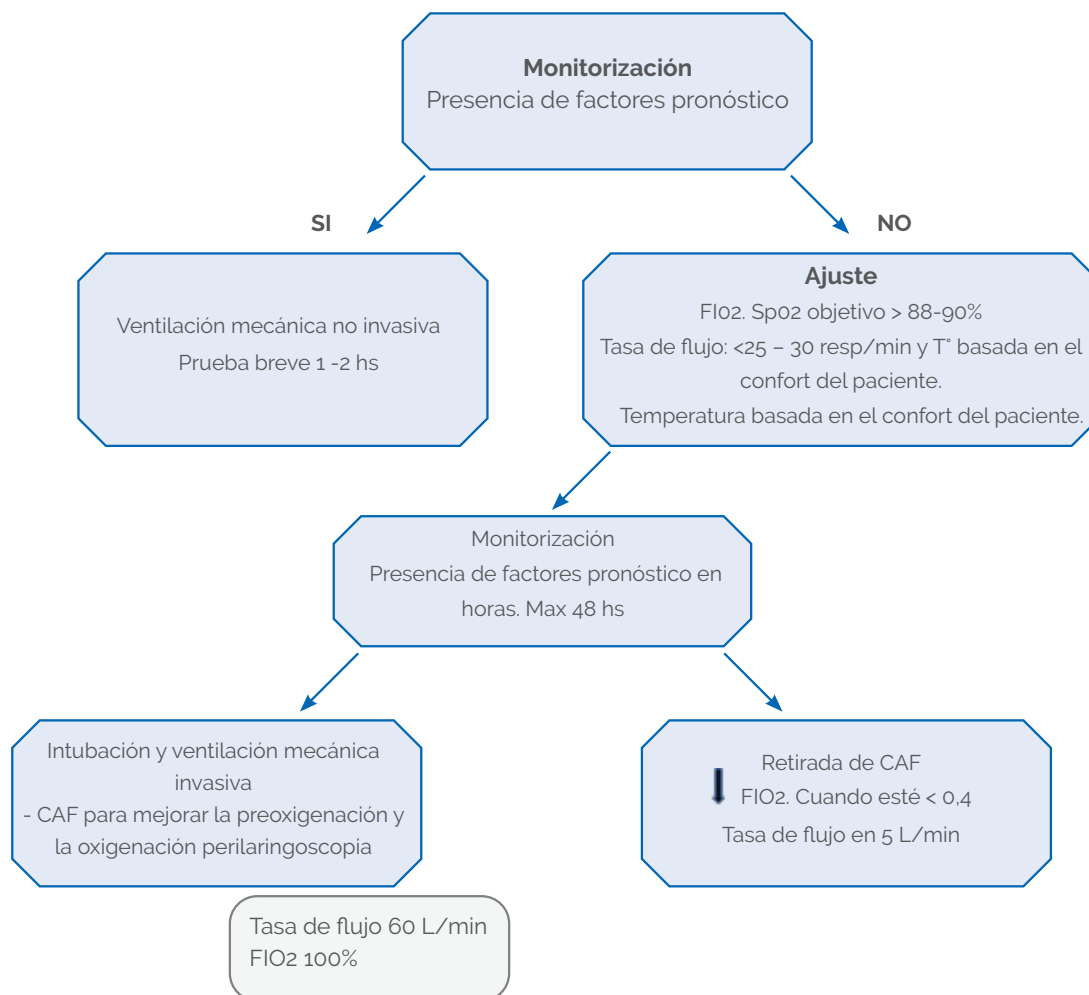 Monitorización
Presencia de factores pronóstico
SI
NO
Ventilación mecánica no invasiva
Prueba breve 1 -2 hs
Ajuste
FI02. Sp02 objetivo > 88-90%
Tasa de flujo: <25 – 30 resp/min y T° basada en el
confort del paciente.
Temperatura basada en el confort del paciente.
Monitorización
Presencia de factores pronóstico en
horas. Max 48 hs
Intubación y ventilación mecánica
invasiva
- CAF para mejorar la preoxigenación y
la oxigenación perilaringoscopia
Retirada de CAF
FIO2. Cuando esté < 0,4
Tasa de flujo en 5 L/min
Tasa de flujo 60 L/min
FIO2 100%